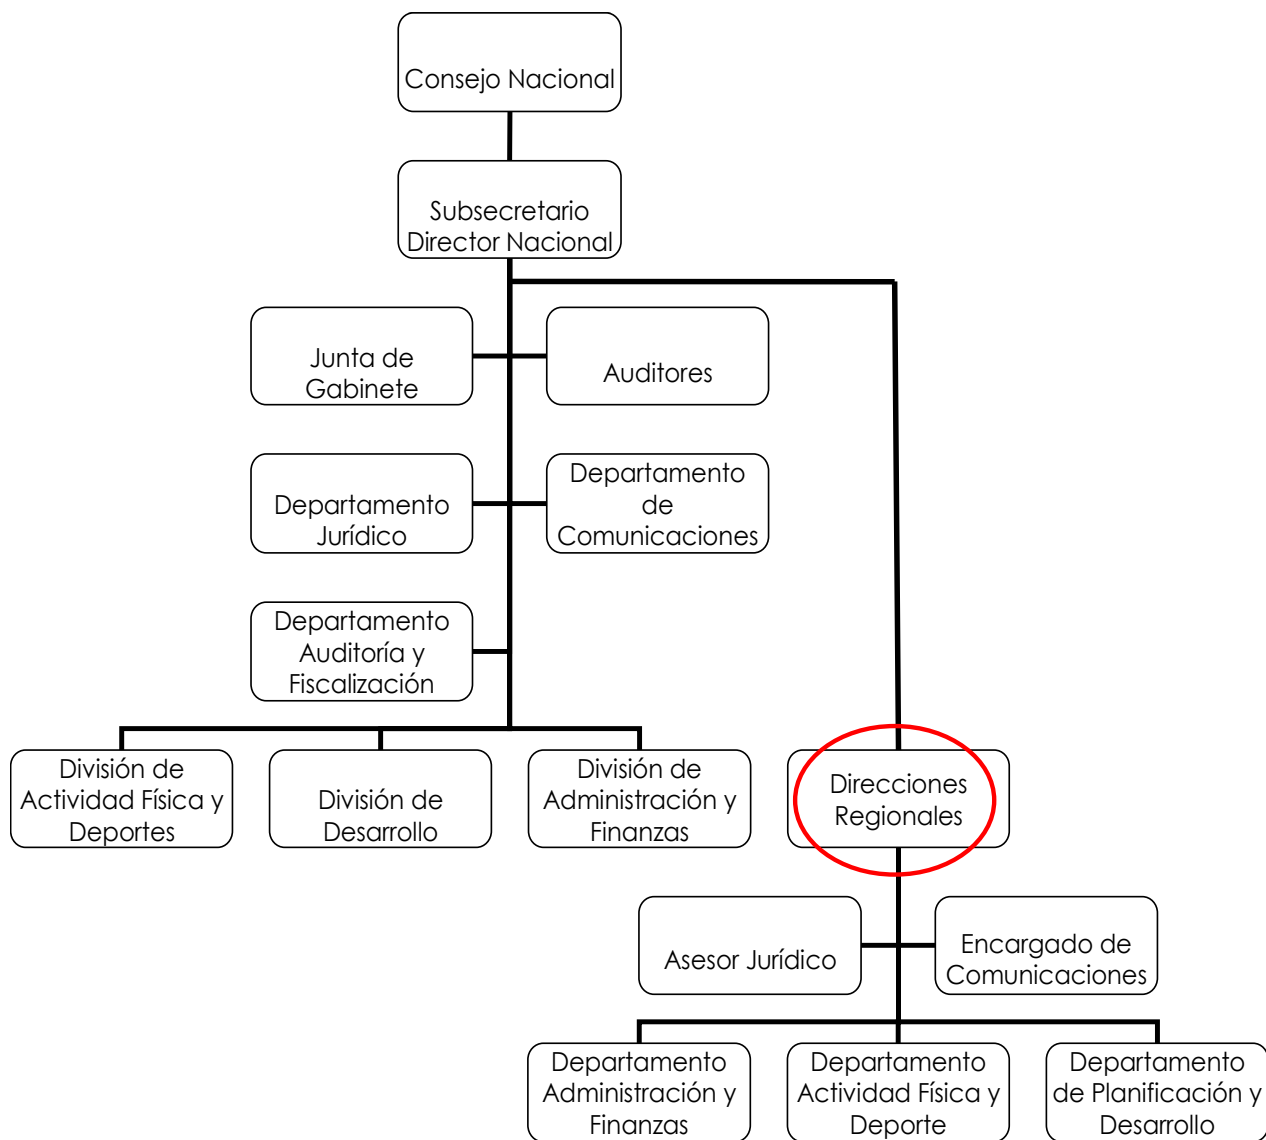 Consejo Nacional
Subsecretario
Director Nacional
Junta de
Gabinete
Auditores
Departamento
Jurídico
Departamento
de
Comunicaciones
Departamento
Auditoría y
Fiscalización
División de
Actividad Física y
Deportes
División de
Desarrollo
División de
Administración y
Finanzas
Direcciones
Regionales
Asesor Jurídico
Encargado de
Comunicaciones
Departamento
Administración y
Finanzas
Departamento
Actividad Física y
Deporte
Departamento
de Planificación y
Desarrollo